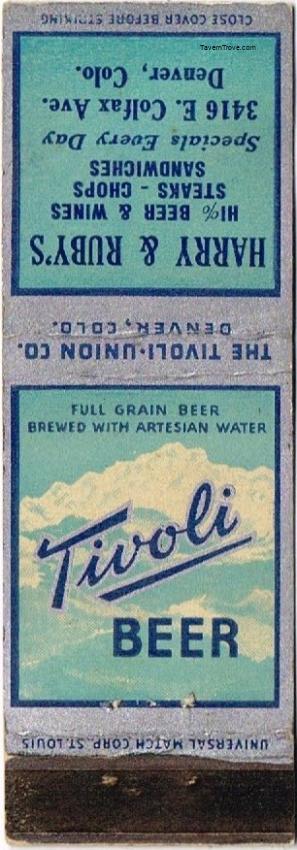 TavernTrove.com
CLOSE COVER BEFORE STRIKING
HARRY & RUBY'S
HI% BEER & WINES
STEAKS - CHOPS
SANDWICHES
Specials Every Day
3416 E. Colfax Ave.
Denver, Colo.
THE TIVOLI-UNION CO.
DENVER, COLO.
FULL GRAIN BEER
BREWED WITH ARTESIAN WATER
Tivoli
BEER
UNIVERSAL MATCH CORP. ST. LOUIS